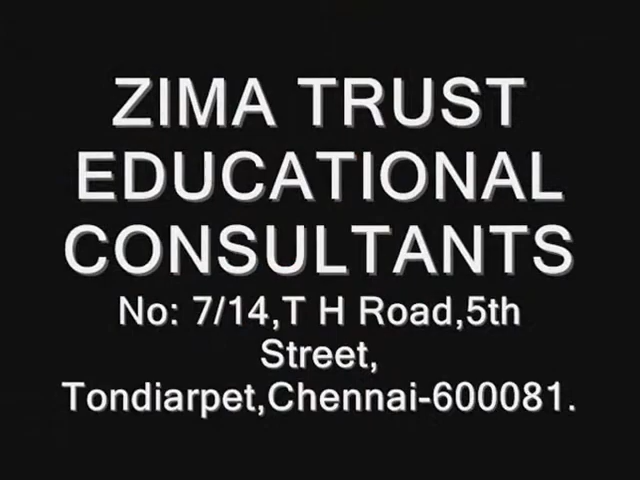 ZIMA TRUST
EDUCATIONAL
CONSULTANTS
No: 7/14,T H Road,5th
Street,
Tondiarpet,Chennai-600081.